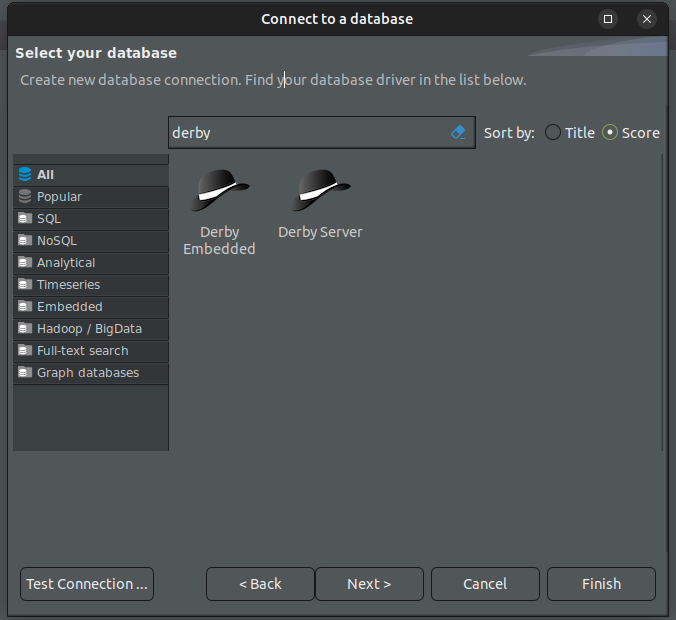 Connect to a database
Select your database
Create new database connection. Find your database driver in the list below.
derby
Sort by:
Title
Score
All
Popular
SQL
NoSQL
Analytical
Timeseries
Embedded
Hadoop / BigData
Full-text search
Graph databases
Derby
Embedded
Derby Server
Test Connection ...
< Back
Next >
Cancel
Finish